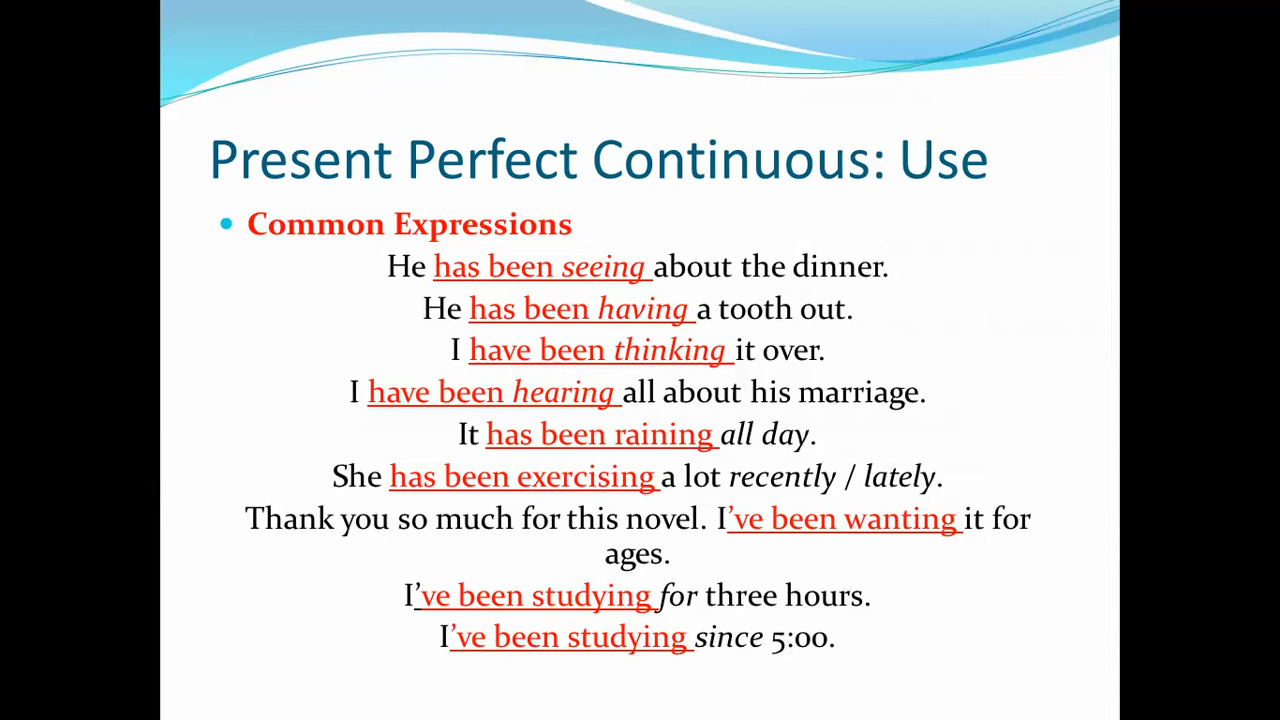 Present Perfect Continuous: Use
• Common Expressions
He has been seeing about the dinner.
He has been having a tooth out.
I have been thinking it over.
I have been hearing all about his marriage.
It has been raining all day.
She has been exercising a lot recently / lately.
Thank you so much for this novel. I've been wanting it for
ages.
I've been studying for three hours.
I've been studying since 5:00.